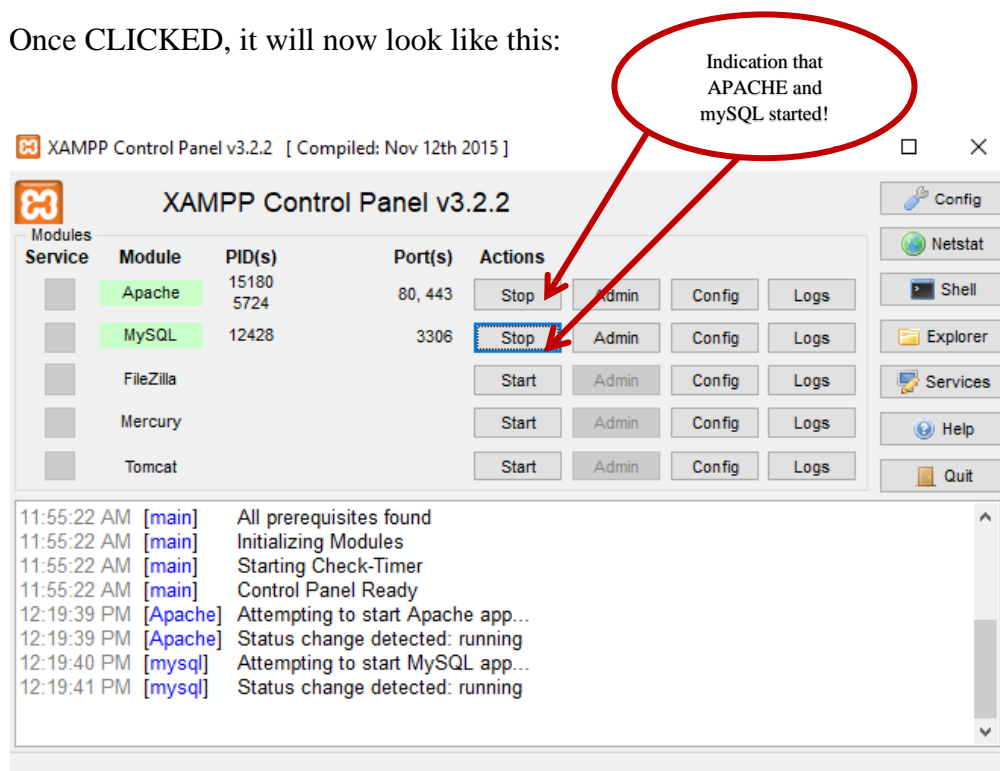 Once CLICKED, it will now look like this:
Indication that
APACHE and
mySQL started!
XAMPP Control Panel v3.2.2 [ Compiled: Nov 12th 2015 ]
XAMPP Control Panel v3.2.2
Config
Modules
Service Module PID(s) Port(s) Actions
Netstat
Apache 15180 5724 80, 443 Stop Admin Config Logs
Shell
MySQL 12428 3306 Stop Admin Config Logs
Explorer
FileZilla Start Admin Config Logs
Services
Mercury Start Admin Config Logs
Help
Tomcat Start Admin Config Logs
Quit
11:55:22 AM [main] All prerequisites found
11:55:22 AM [main] Initializing Modules
11:55:22 AM [main] Starting Check-Timer
11:55:22 AM [main] Control Panel Ready
12:19:39 PM [Apache] Attempting to start Apache app...
12:19:39 PM [Apache] Status change detected: running
12:19:40 PM [mysql] Attempting to start MySQL app...
12:19:41 PM [mysql] Status change detected: running